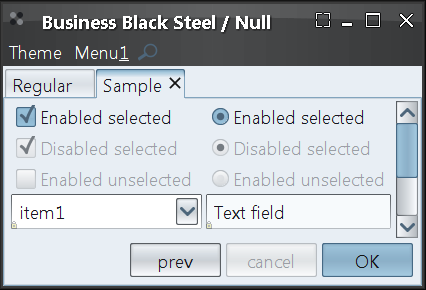 Business Black Steel / Null
Theme Menu1
Regular Sample
Enabled selected Enabled selected
Disabled selected Disabled selected
Enabled unselected Enabled unselected
item1 Text field
prev cancel OK